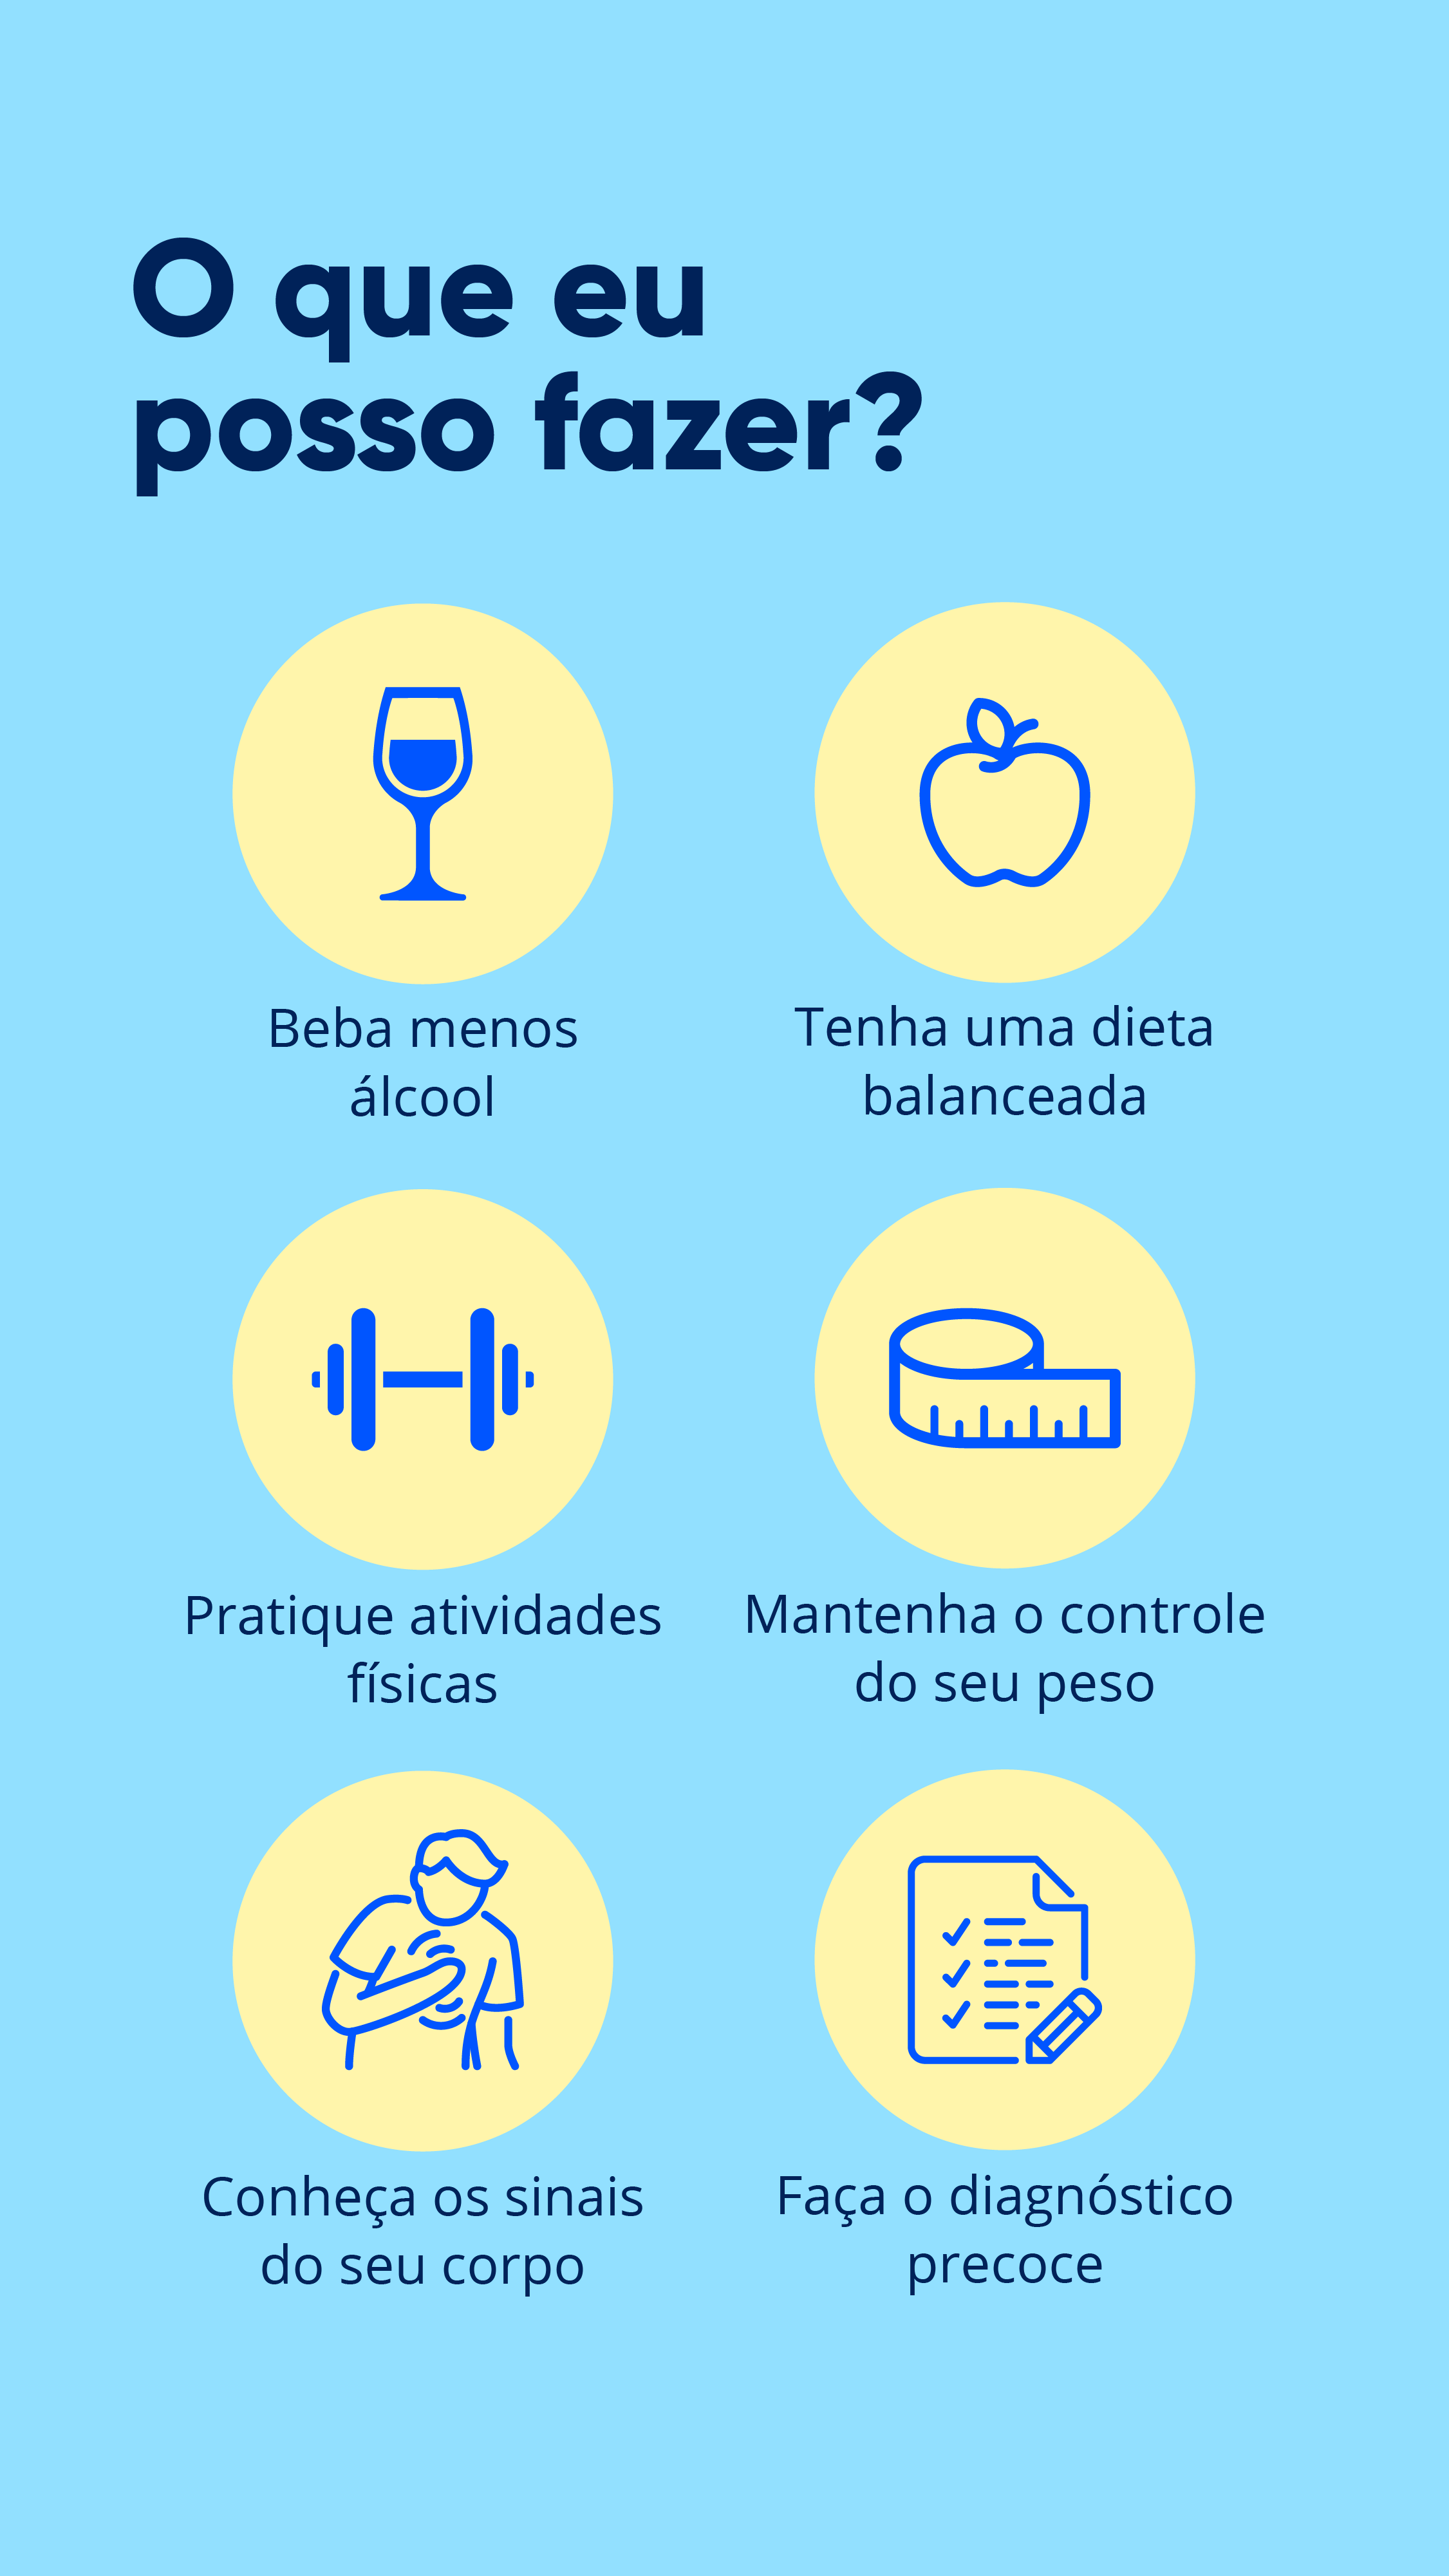 O que eu
posso fazer?
Beba menos
álcool
Tenha uma dieta
balanceada
Pratique atividades
físicas
Mantenha o controle
do seu peso
Conheça os sinais
do seu corpo
Faça o diagnóstico
precoce